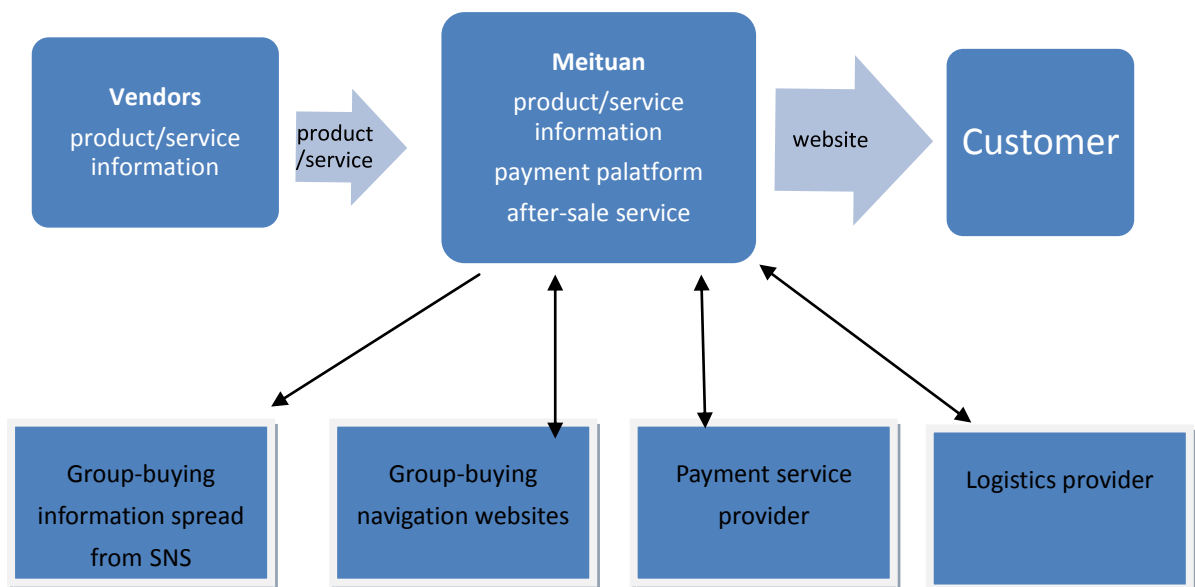 Vendors
product/service
information
product
/service
Meituan
product/service
information
payment palatform
after-sale service
website
Customer
Group-buying
information spread
from SNS
Group-buying
navigation websites
Payment service
provider
Logistics provider